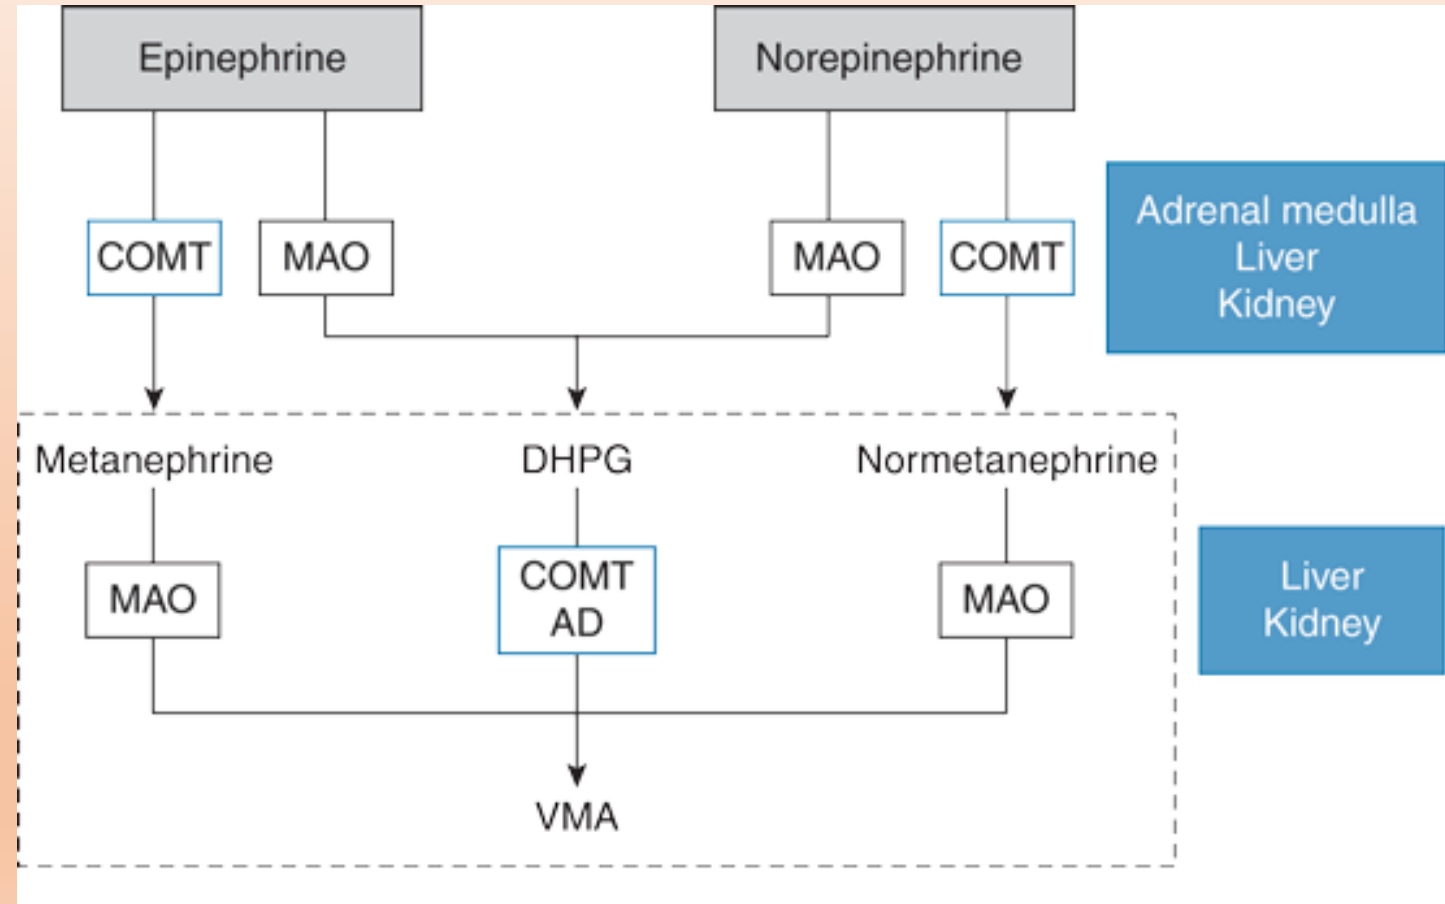 Epinephrine
Norepinephrine
COMT
MAO
MAO
COMT
Adrenal medulla
Liver
Kidney
Metanephrine
DHPG
Normetanephrine
MAO
COMT
AD
MAO
Liver
Kidney
VMA